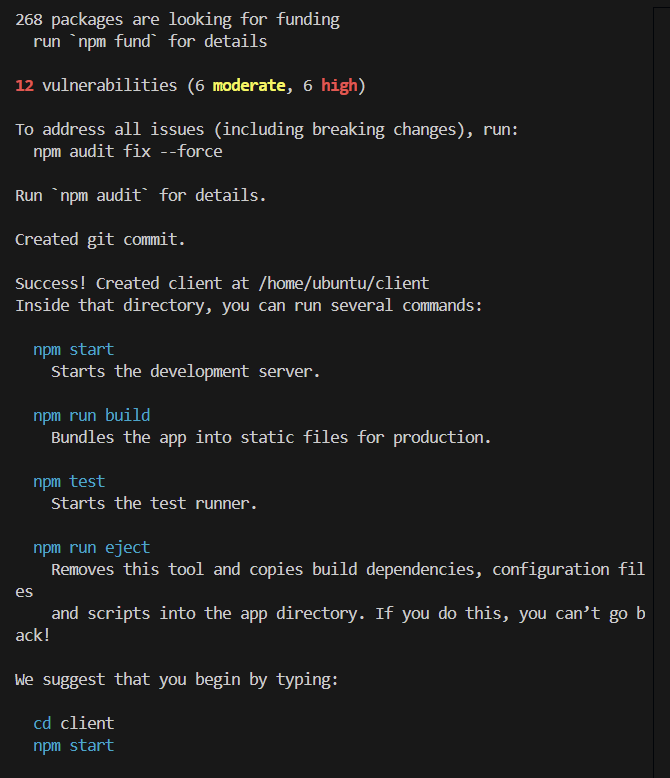 268 packages are looking for funding
run `npm fund` for details
12 vulnerabilities (6 moderate, 6 high)
To address all issues (including breaking changes), run:
npm audit fix --force
Run `npm audit` for details.
Created git commit.
Success! Created client at /home/ubuntu/client
Inside that directory, you can run several commands:
npm start
Starts the development server.
npm run build
Bundles the app into static files for production.
npm test
Starts the test runner.
npm run eject
Removes this tool and copies build dependencies, configuration fil
es
and scripts into the app directory. If you do this, you can’t go b
ack!
We suggest that you begin by typing:
cd client
npm start